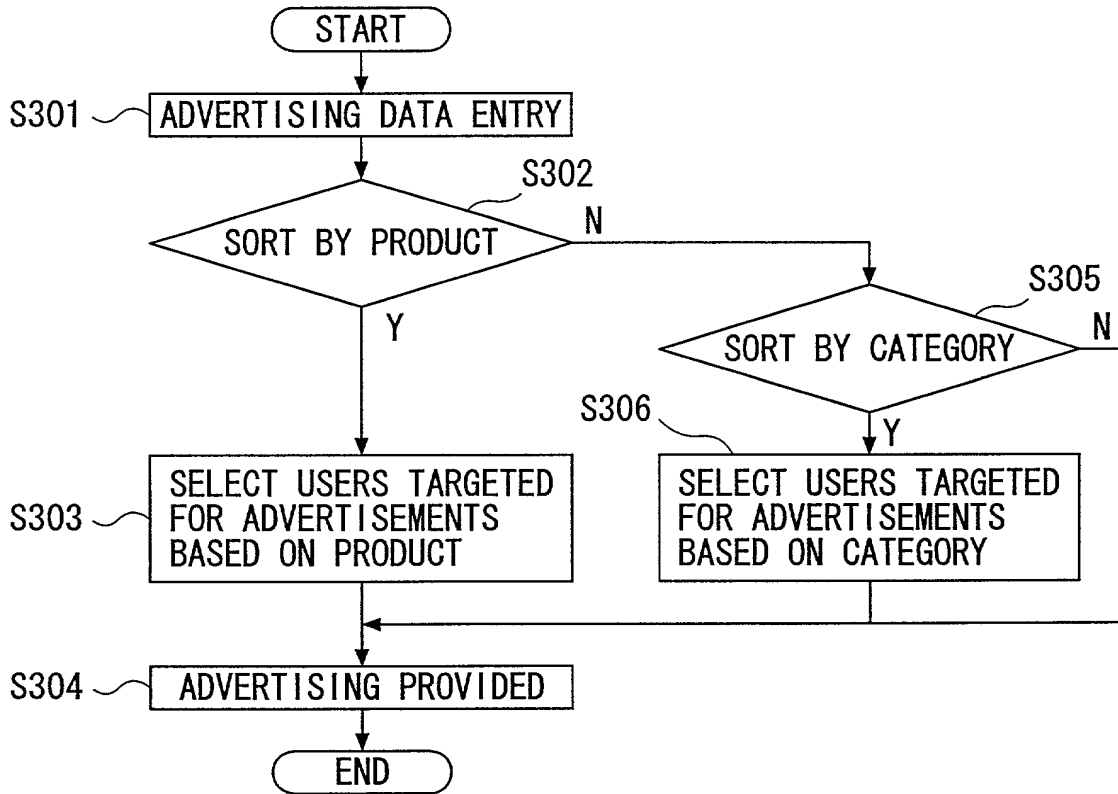 START
S301
ADVERTISING DATA ENTRY
S302
SORT BY PRODUCT
N
Y
S305
SORT BY CATEGORY
N
Y
S306
S303
SELECT USERS TARGETED
FOR ADVERTISEMENTS
BASED ON PRODUCT
SELECT USERS TARGETED
FOR ADVERTISEMENTS
BASED ON CATEGORY
S304
ADVERTISING PROVIDED
END